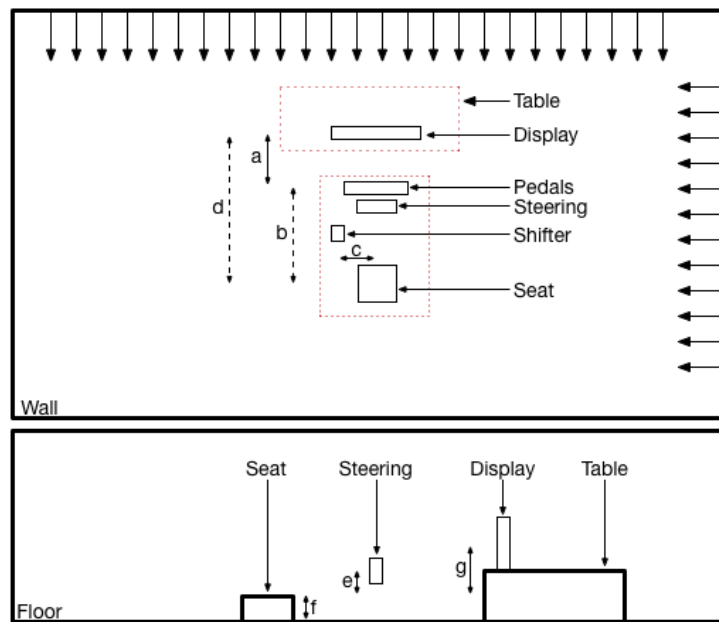 Table
Display
a
Pedals
d
Steering
b
Shifter
c
Seat
Wall
Seat Steering Display Table
g
e
f
Floor